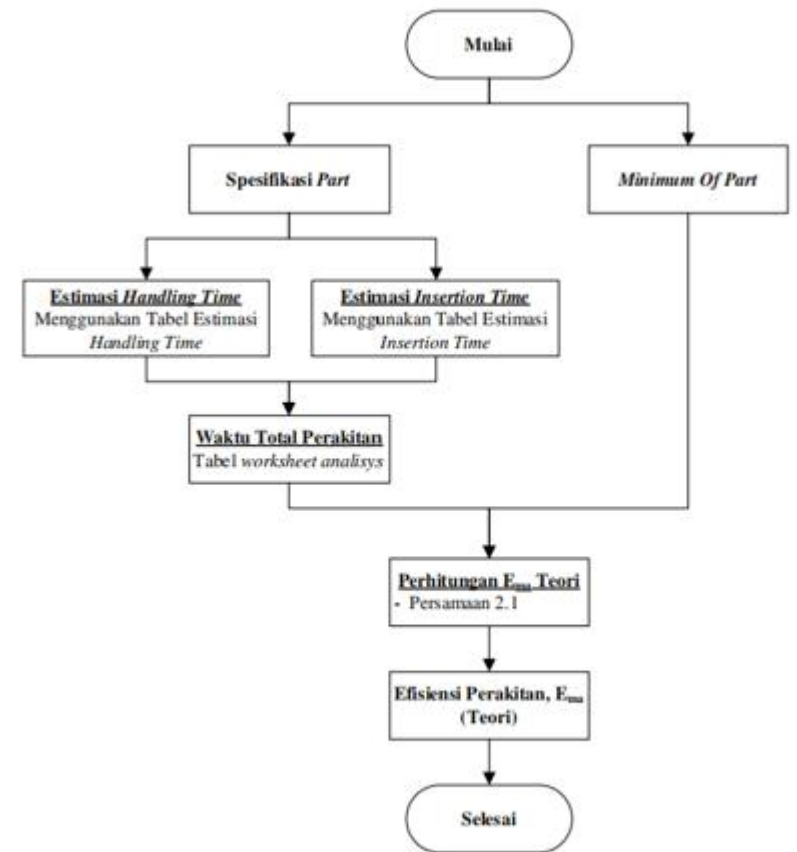 Mulai
Spesifikasi Part
Minimum Of Part
Estimasi Handling Time
Menggunakan Tabel Estimasi
Handling Time
Estimasi Insertion Time
Menggunakan Tabel Estimasi
Insertion Time
Waktu Total Perakitan
Tabel worksheet analisys
Perhitungan Ema Teori
- Persamaan 2.1
Efisiensi Perakitan, Ema
(Teori)
Selesai